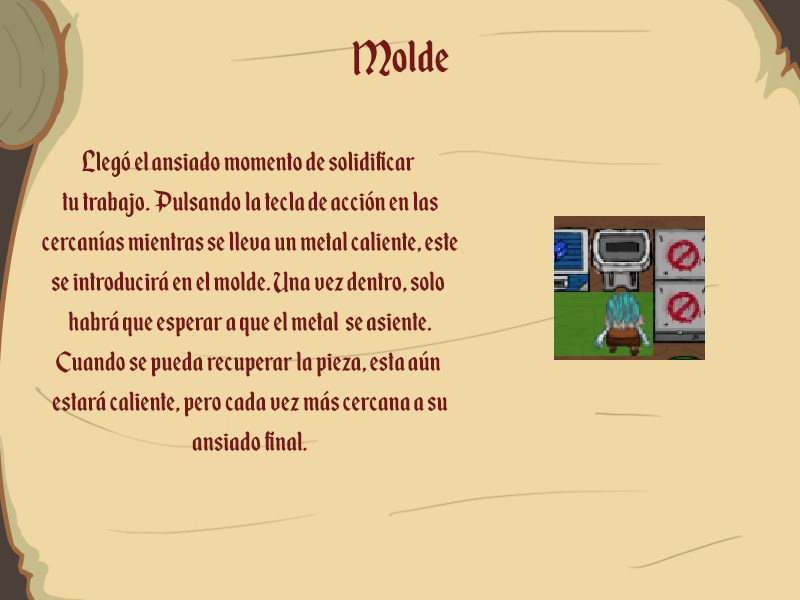 Molde
Llegó el ansiado momento de solidificar
tu trabajo. Pulsando la tecla de acción en las
cercanías mientras se lleva un metal caliente, este
se introducirá en el molde. Una vez dentro, solo
habrá que esperar a que el metal se asiente.
Cuando se pueda recuperar la pieza, esta aún
estará caliente, pero cada vez más cercana a su
ansiado final.